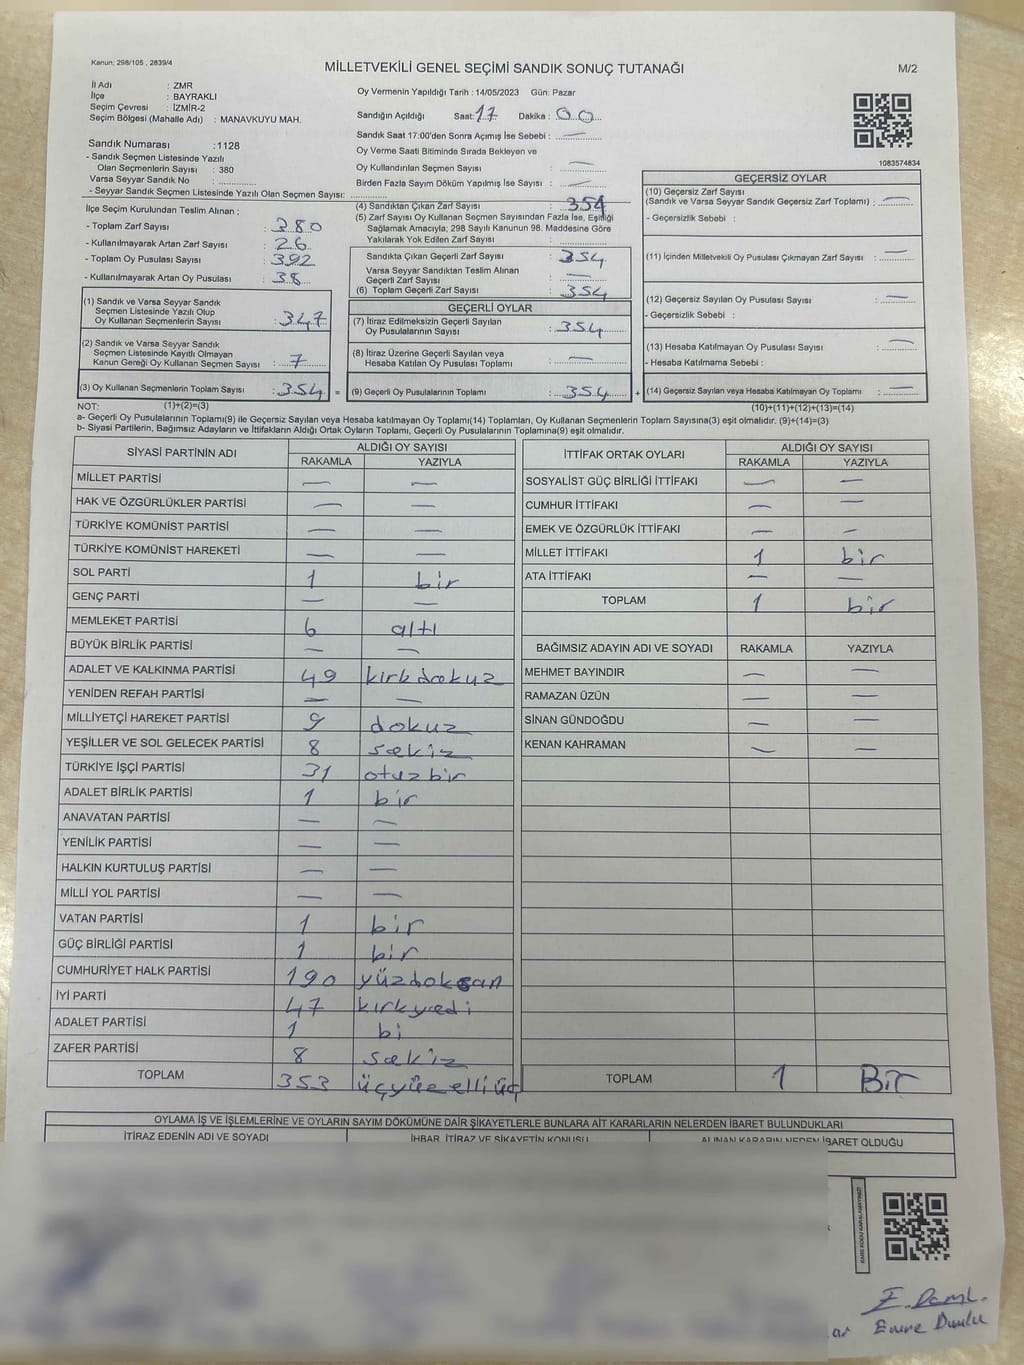 Kanun; 298/105 , 2839/4
MİLLETVEKİLİ GENEL SEÇİMİ SANDIK SONUÇ TUTANAĞI
M/2
İl Adı : ZMR
İlçe : BAYRAKLI
Seçim Çevresi : İZMİR-2
Seçim Bölgesi (Mahalle Adı) : MANAVKUYU MAH.
Oy Vermenin Yapıldığı Tarih : 14/05/2023 Gün: Pazar
Sandığın Açıldığı Saat: 17 Dakika : 00
Sandık Saat 17:00'den Sonra Açımış İse Sebebi : —
Oy Verme Saati Bitiminde Sırada Bekleyen ve
Oy Kullandırılan Seçmen Sayısı : —
Birden Fazla Sayım Döküm Yapılmış İse Sayısı : —
1083574834
Sandık Numarası : 1128
- Sandık Seçmen Listesinde Yazılı
Olan Seçmenlerin Sayısı : 380
Varsa Seyyar Sandık No :
- Seyyar Sandık Seçmen Listesinde Yazılı Olan Seçmen Sayısı:
İlçe Seçim Kurulundan Teslim Alınan ;
- Toplam Zarf Sayısı : 380
- Kullanılmayarak Artan Zarf Sayısı : 26
- Toplam Oy Pusulası Sayısı : 392
- Kullanılmayarak Artan Oy Pusulası : 38
(1) Sandık ve Varsa Seyyar Sandık
Seçmen Listesinde Yazılı Olup
Oy Kullanan Seçmenlerin Sayısı : 347
(2) Sandık ve Varsa Seyyar Sandık
Seçmen Listesinde Kayıtlı Olmayan
Kanun Gereği Oy Kullanan Seçmen Sayısı : 7
(3) Oy Kullanan Seçmenlerin Toplam Sayısı : 354 =
(4) Sandıktan Çıkan Zarf Sayısı : 354
(5) Zarf Sayısı Oy Kullanan Seçmen Sayısından Fazla İse, Eşitliği
Sağlamak Amacıyla; 298 Sayılı Kanunun 98. Maddesine Göre
Yakılarak Yok Edilen Zarf Sayısı :
Sandıkta Çıkan Geçerli Zarf Sayısı : 354
Varsa Seyyar Sandıktan Teslim Alınan
Geçerli Zarf Sayısı : —
(6) Toplam Geçerli Zarf Sayısı : 354
GEÇERLİ OYLAR
(7) İtiraz Edilmeksizin Geçerli Sayılan
Oy Pusulalarının Sayısı : 354
(8) İtiraz Üzerine Geçerli Sayılan veya
Hesaba Katılan Oy Pusulası Toplamı : —
(9) Geçerli Oy Pusulalarının Toplamı : 354 +
GEÇERSİZ OYLAR
(10) Geçersiz Zarf Sayısı
(Sandık ve Varsa Seyyar Sandık Geçersiz Zarf Toplamı) : —
- Geçersizlik Sebebi :
(11) İçinden Milletvekili Oy Pusulası Çıkmayan Zarf Sayısı : —
(12) Geçersiz Sayılan Oy Pusulası Sayısı : —
- Geçersizlik Sebebi :
(13) Hesaba Katılmayan Oy Pusulası Sayısı : —
- Hesaba Katılmama Sebebi :
(14) Geçersiz Sayılan veya Hesaba Katılmayan Oy Toplamı : —
NOT: (1)+(2)=(3)
(10)+(11)+(12)+(13)=(14)
a- Geçerli Oy Pusulalarının Toplamı(9) ile Geçersiz Sayılan veya Hesaba katılmayan Oy Toplamı(14) Toplamları, Oy Kullanan Seçmenlerin Toplam Sayısına(3) eşit olmalıdır. (9)+(14)=(3)
b- Siyasi Partilerin, Bağımsız Adayların ve İttifakların Aldığı Ortak Oyların Toplamı, Geçerli Oy Pusulalarının Toplamına(9) eşit olmalıdır.
SİYASİ PARTİNİN ADI ALDIĞI OY SAYISI
RAKAMLA YAZIYLA
MİLLET PARTİSİ — —
HAK VE ÖZGÜRLÜKLER PARTİSİ — —
TÜRKİYE KOMÜNİST PARTİSİ — —
TÜRKİYE KOMÜNİST HAREKETİ — —
SOL PARTİ 1 bir
GENÇ PARTİ — —
MEMLEKET PARTİSİ 6 altı
BÜYÜK BİRLİK PARTİSİ — —
ADALET VE KALKINMA PARTİSİ 49 kırkdokuz
YENİDEN REFAH PARTİSİ — —
MİLLİYETÇİ HAREKET PARTİSİ 9 dokuz
YEŞİLLER VE SOL GELECEK PARTİSİ 8 sekiz
TÜRKİYE İŞÇİ PARTİSİ 31 otuzbir
ADALET BİRLİK PARTİSİ 1 bir
ANAVATAN PARTİSİ — —
YENİLİK PARTİSİ — —
HALKIN KURTULUŞ PARTİSİ — —
MİLLİ YOL PARTİSİ — —
VATAN PARTİSİ 1 bir
GÜÇ BİRLİĞİ PARTİSİ 1 bir
CUMHURİYET HALK PARTİSİ 190 yüzdoksan
İYİ PARTİ 47 kırkyedi
ADALET PARTİSİ 1 bi
ZAFER PARTİSİ 8 sekiz
TOPLAM 353 üçyüzelliüç
İTTİFAK ORTAK OYLARI ALDIĞI OY SAYISI
RAKAMLA YAZIYLA
SOSYALİST GÜÇ BİRLİĞİ İTTİFAKI — —
CUMHUR İTTİFAKI — —
EMEK VE ÖZGÜRLÜK İTTİFAKI — —
MİLLET İTTİFAKI 1 bir
ATA İTTİFAKI — —
TOPLAM 1 bir
BAĞIMSIZ ADAYIN ADI VE SOYADI RAKAMLA YAZIYLA
MEHMET BAYINDIR — —
RAMAZAN ÜZÜN — —
SİNAN GÜNDOĞDU — —
KENAN KAHRAMAN — —
TOPLAM 1 Bir
OYLAMA İŞ VE İŞLEMLERİNE VE OYLARIN SAYIM DÖKÜMÜNE DAİR ŞİKAYETLERLE BUNLARA AİT KARARLARIN NELERDEN İBARET BULUNDUKLARI
İTİRAZ EDENİN ADI VE SOYADI İHBAR, İTİRAZ VE ŞİKAYETİN KONUSU ALINAN KARARIN NEDEN İBARET OLDUĞU